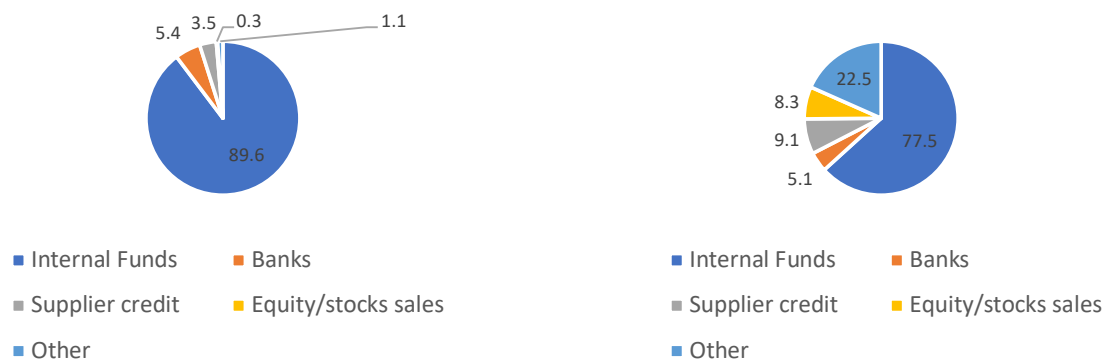 5.4 3.5 0.3 1.1
89.6
Internal Funds Banks
Supplier credit Equity/stocks sales
Other
22.5
8.3
9.1 77.5
5.1
Internal Funds Banks
Supplier credit Equity/stocks sales
Other